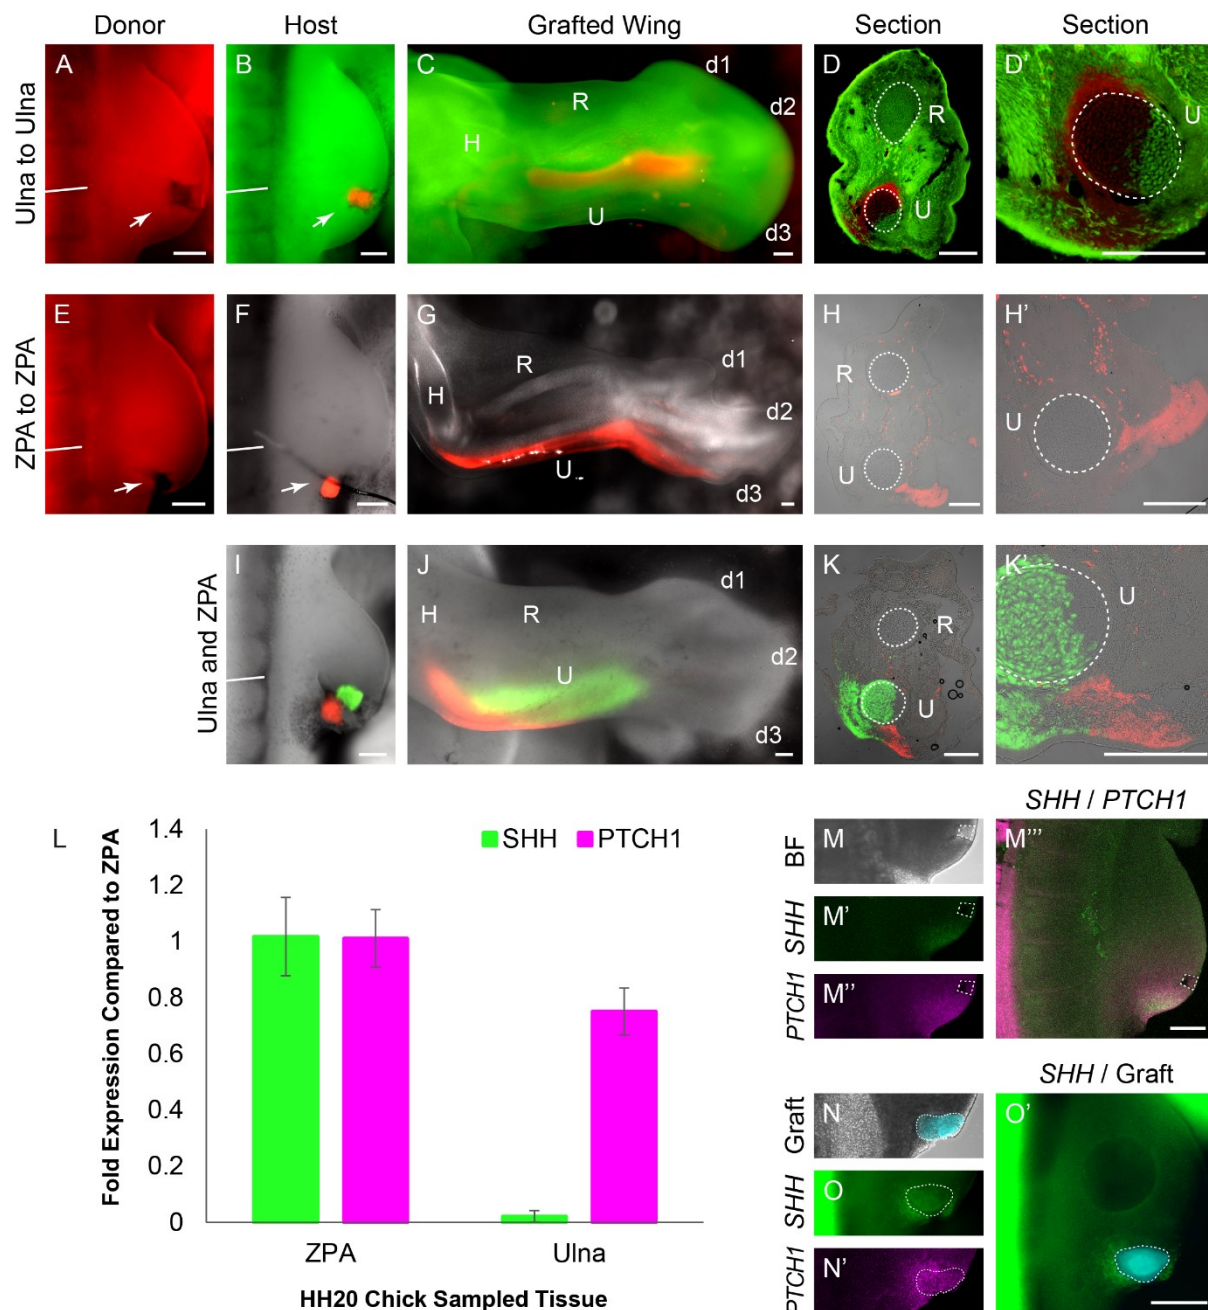 Donor
Host
Grafted Wing
Section
Section
Ulna to Ulna
A
B
C
R
H
U
d1
d2
d3
D
R
U
D'
U
ZPA to ZPA
E
F
G
R
H
U
d1
d2
d3
H
R
U
H'
U
Ulna and ZPA
I
J
H
R
U
d1
d2
d3
K
R
U
K'
U
L
Fold Expression Compared to ZPA
1.4
1.2
1
0.8
0.6
0.4
0.2
0
SHH
PTCH1
ZPA
Ulna
HH20 Chick Sampled Tissue
BF
M
SHH
M'
PTCH1
M''
SHH / PTCH1
M'''
Graft
N
SHH
O
PTCH1
N'
SHH / Graft
O'